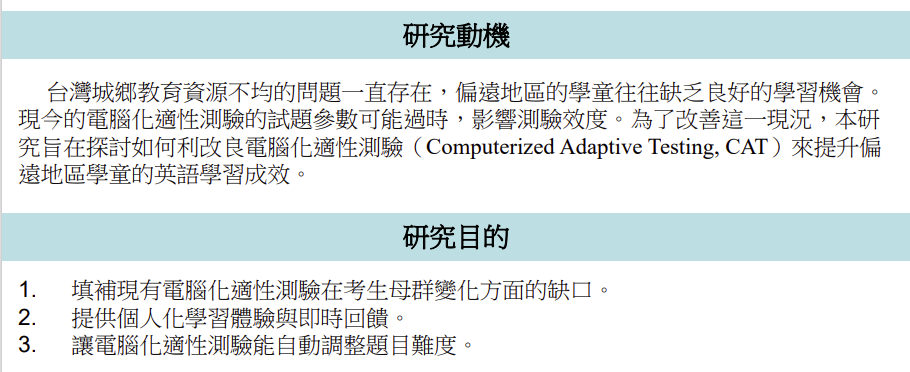 研究動機
台灣城鄉教育資源不均的問題一直存在，偏遠地區的學童往往缺乏良好的學習機會。
現今的電腦化適性測驗的試題參數可能過時，影響測驗效度。為了改善這一現況，本研
究旨在探討如何利改良電腦化適性測驗（Computerized Adaptive Testing, CAT）來提升偏
遠地區學童的英語學習成效。
研究目的
1. 填補現有電腦化適性測驗在考生母群變化方面的缺口。
2. 提供個人化學習體驗與即時回饋。
3. 讓電腦化適性測驗能自動調整題目難度。